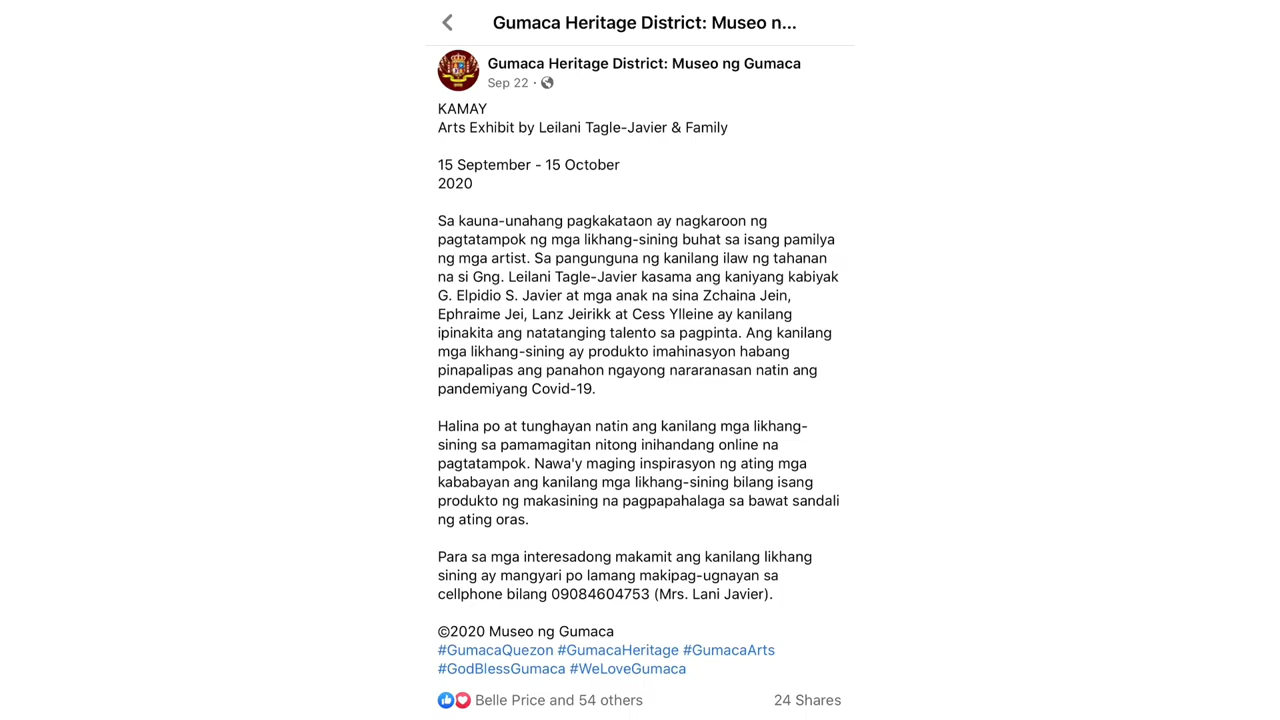 Gumaca Heritage District: Museo n...
Gumaca Heritage District: Museo ng Gumaca
Sep 22 ·
KAMAY
Arts Exhibit by Leilani Tagle-Javier & Family
15 September - 15 October
2020
Sa kauna-unahang pagkakataon ay nagkaroon ng
pagtatampok ng mga likhang-sining buhat sa isang pamilya
ng mga artist. Sa pangunguna ng kanilang ilaw ng tahanan
na si Gng. Leilani Tagle-Javier kasama ang kaniyang kabiyak
G. Elpidio S. Javier at mga anak na sina Zchaina Jein,
Ephraime Jei, Lanz Jeirikk at Cess Ylleine ay kanilang
ipinakita ang natatanging talento sa pagpinta. Ang kanilang
mga likhang-sining ay produkto imahinasyon habang
pinapalipas ang panahon ngayong nararanasan natin ang
pandemiyang Covid-19.
Halina po at tunghayan natin ang kanilang mga likhang-
sining sa pamamagitan nitong inihandang online na
pagtatampok. Nawa'y maging inspirasyon ng ating mga
kababayan ang kanilang mga likhang-sining bilang isang
produkto ng makasining na pagpapahalaga sa bawat sandali
ng ating oras.
Para sa mga interesadong makamit ang kanilang likhang
sining ay mangyari po lamang makipag-ugnayan sa
cellphone bilang 09084604753 (Mrs. Lani Javier).
©2020 Museo ng Gumaca
#GumacaQuezon #GumacaHeritage #GumacaArts
#GodBlessGumaca #WeLoveGumaca
Belle Price and 54 others 24 Shares